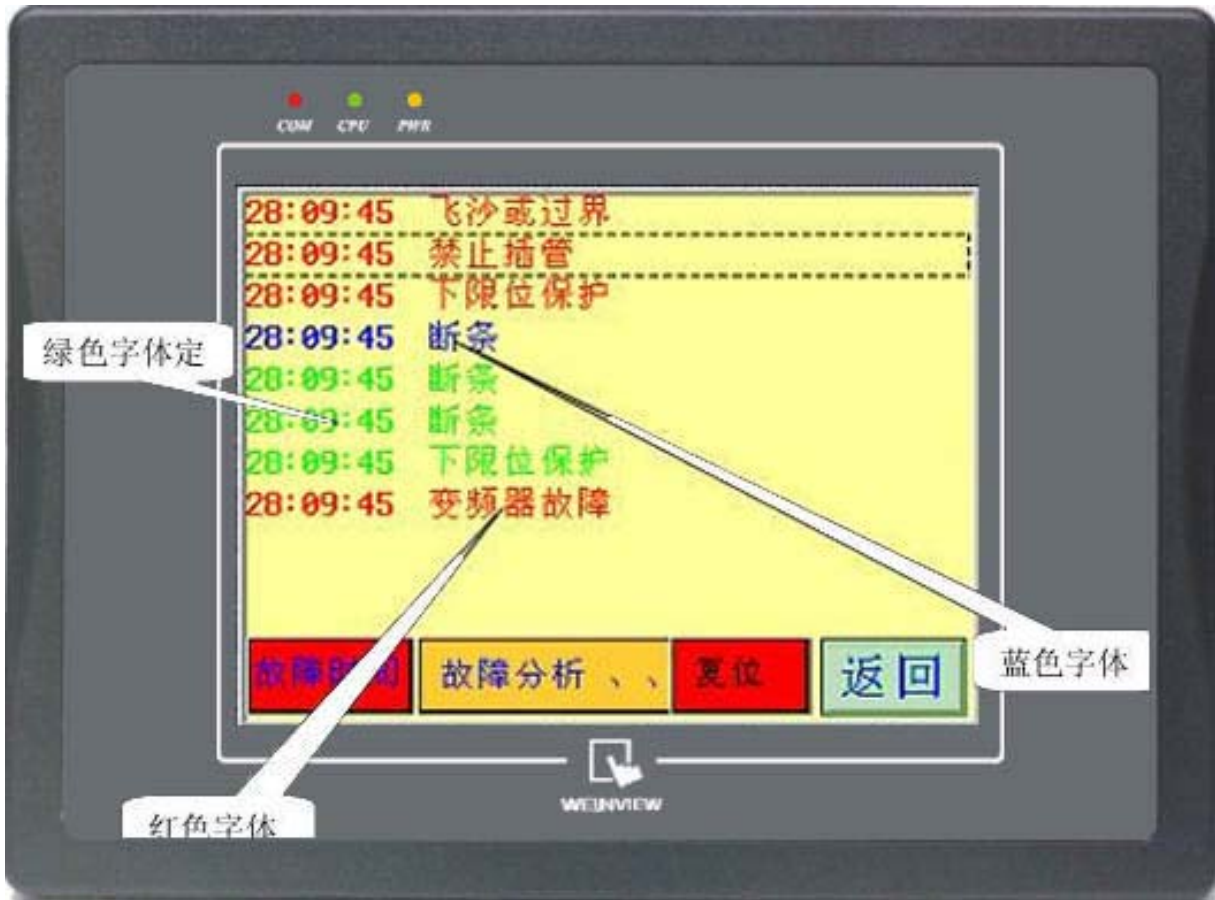 COM CPU PWR
28:09:45 飞沙或过界
28:09:45 禁止插管
28:09:45 下限位保护
28:09:45 断条
绿色字体定
28:09:45 断条
28:09:45 断条
28:09:45 下限位保护
28:09:45 变频器故障
故障时间 故障分析 、、 复位 返回
蓝色字体
WEINVIEW
红色字体